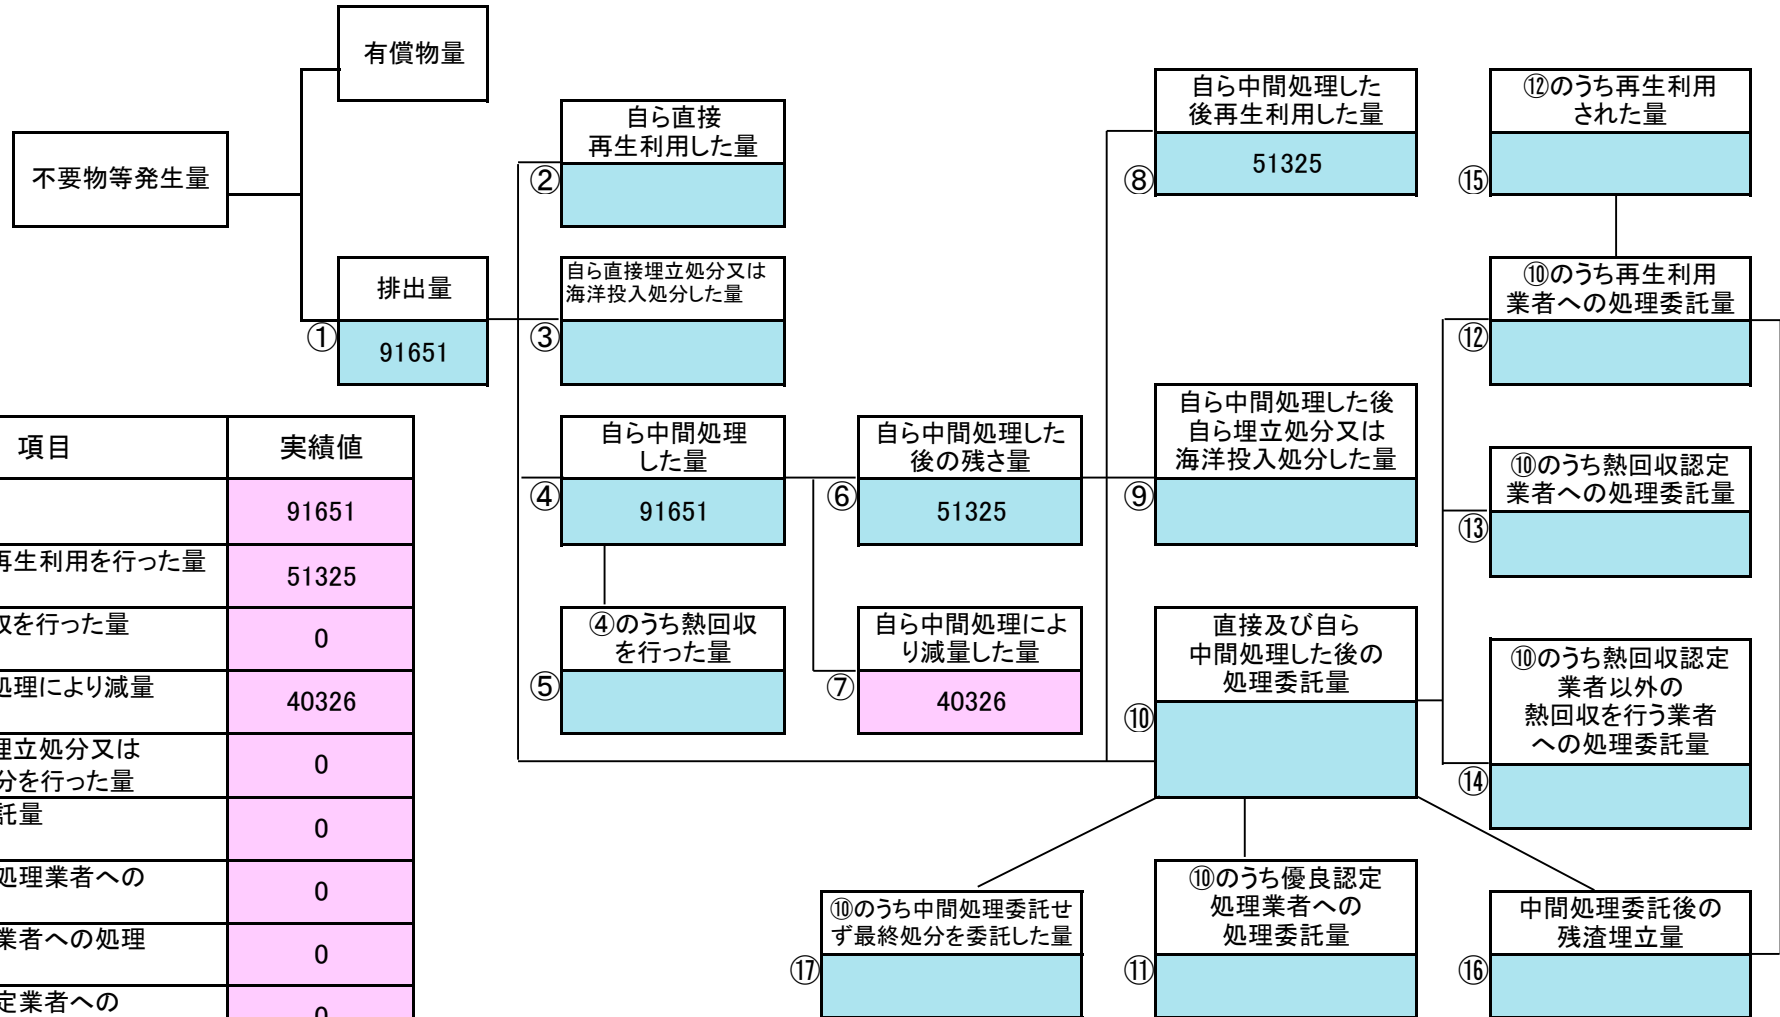 有償物量
不要物等発生量
排出量
①
91651
自ら直接
再生利用した量
②
自ら直接埋立処分又は
海洋投入処分した量
③
自ら中間処理
した量
④
91651
④のうち熱回収
を行った量
⑤
自ら中間処理した
後の残さ量
⑥
51325
自ら中間処理によ
り減量した量
⑦
40326
自ら中間処理した
後再生利用した量
⑧
51325
自ら中間処理した後
自ら埋立処分又は
海洋投入処分した量
⑨
直接及び自ら
中間処理した後の
処理委託量
⑩
⑩のうち優良認定
処理業者への
処理委託量
⑪
⑫のうち再生利用
された量
⑮
⑩のうち再生利用
業者への処理委託量
⑫
⑩のうち熱回収認定
業者への処理委託量
⑬
⑩のうち熱回収認定
業者以外の
熱回収を行う業者
への処理委託量
⑭
中間処理委託後の
残渣埋立量
⑯
⑩のうち中間処理委託せ
ず最終処分を委託した量
⑰
項目 実績値
91651
再生利用を行った量
51325
を行った量
0
処理により減量
40326
埋立処分又は
分を行った量
0
託量
0
処理業者への
0
業者への処理
0
定業者への
0